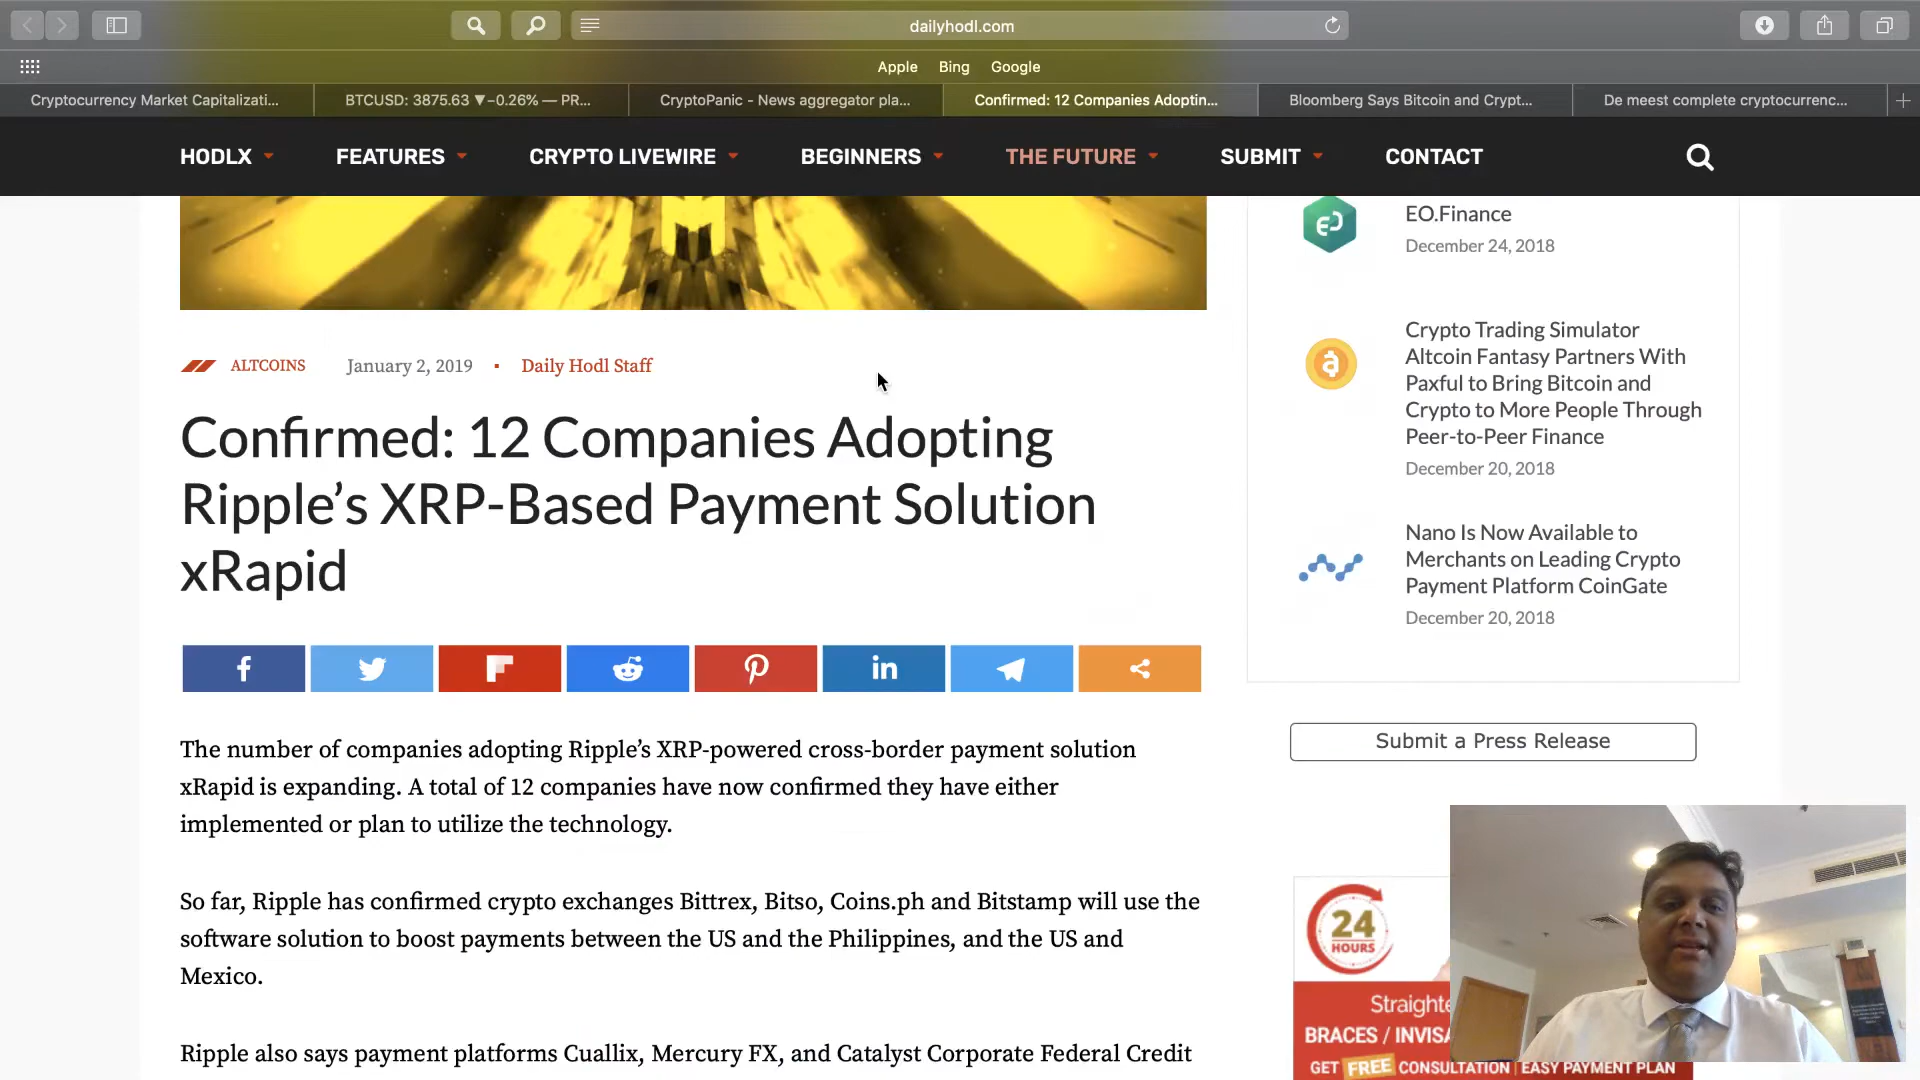 dailyhodl.com
Apple Bing Google
Cryptocurrency Market Capitalizati...
BTCUSD: 3875.63 ▼−0.26% — PR...
CryptoPanic - News aggregator pla...
Confirmed: 12 Companies Adoptin...
Bloomberg Says Bitcoin and Crypt...
De meest complete cryptocurrenc...
HODLX FEATURES CRYPTO LIVEWIRE BEGINNERS THE FUTURE SUBMIT CONTACT
ALTCOINS January 2, 2019 ▪ Daily Hodl Staff
Confirmed: 12 Companies Adopting
Ripple’s XRP-Based Payment Solution
xRapid
The number of companies adopting Ripple’s XRP-powered cross-border payment solution
xRapid is expanding. A total of 12 companies have now confirmed they have either
implemented or plan to utilize the technology.
So far, Ripple has confirmed crypto exchanges Bittrex, Bitso, Coins.ph and Bitstamp will use the
software solution to boost payments between the US and the Philippines, and the US and
Mexico.
Ripple also says payment platforms Cuallix, Mercury FX, and Catalyst Corporate Federal Credit
EO.Finance
December 24, 2018
Crypto Trading Simulator
Altcoin Fantasy Partners With
Paxful to Bring Bitcoin and
Crypto to More People Through
Peer-to-Peer Finance
December 20, 2018
Nano Is Now Available to
Merchants on Leading Crypto
Payment Platform CoinGate
December 20, 2018
Submit a Press Release
24
HOURS
Straighte
BRACES / INVISA
GET FREE CONSULTATION | EASY PAYMENT PLAN